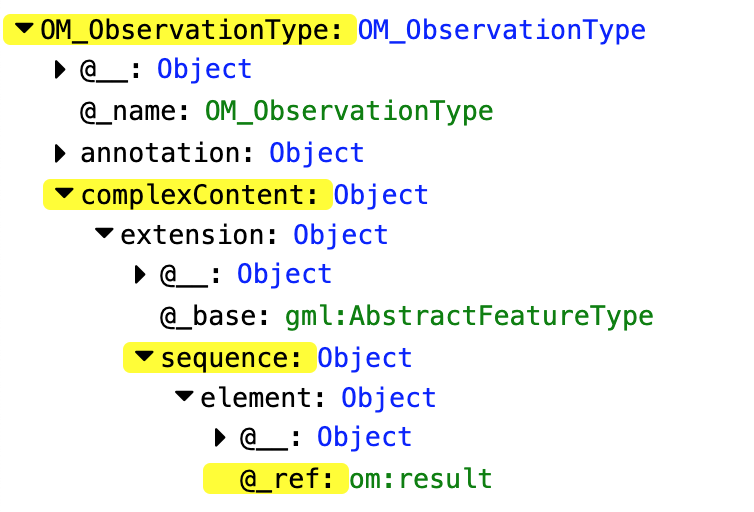 OM_ObservationType: OM_ObservationType
@__: Object
@_name: OM_ObservationType
annotation: Object
complexContent: Object
extension: Object
@__: Object
@_base: gml:AbstractFeatureType
sequence: Object
element: Object
@__: Object
@_ref: om:result